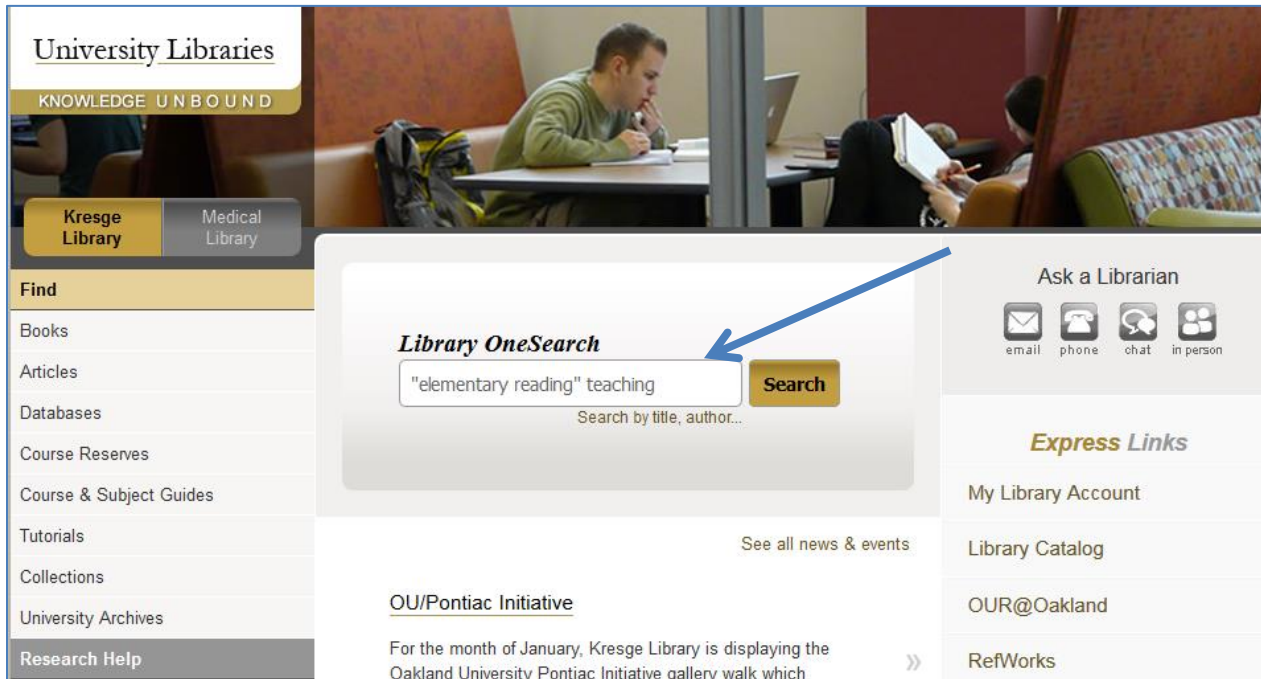 University Libraries
KNOWLEDGE UNBOUND
Kresge
Library
Medical
Library
Find
Books
Articles
Databases
Course Reserves
Course & Subject Guides
Tutorials
Collections
University Archives
Research Help
Library OneSearch
"elementary reading" teaching
Search
Search by title, author...
See all news & events
OU/Pontiac Initiative
For the month of January, Kresge Library is displaying the
Oakland University Pontiac Initiative gallery walk which
»
Ask a Librarian
email phone chat in person
Express Links
My Library Account
Library Catalog
OUR@Oakland
RefWorks